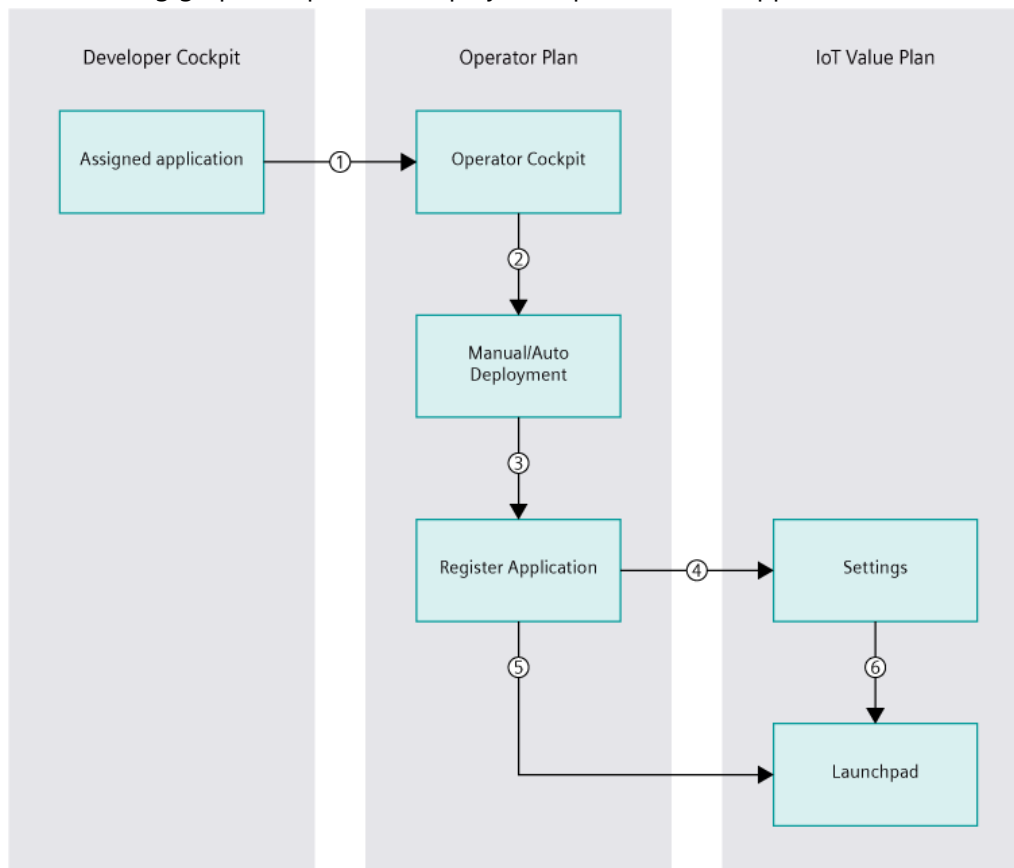 Developer Cockpit
Operator Plan
IoT Value Plan
Assigned application
1
Operator Cockpit
2
Manual/Auto
Deployment
3
Register Application
4
Settings
5
6
Launchpad